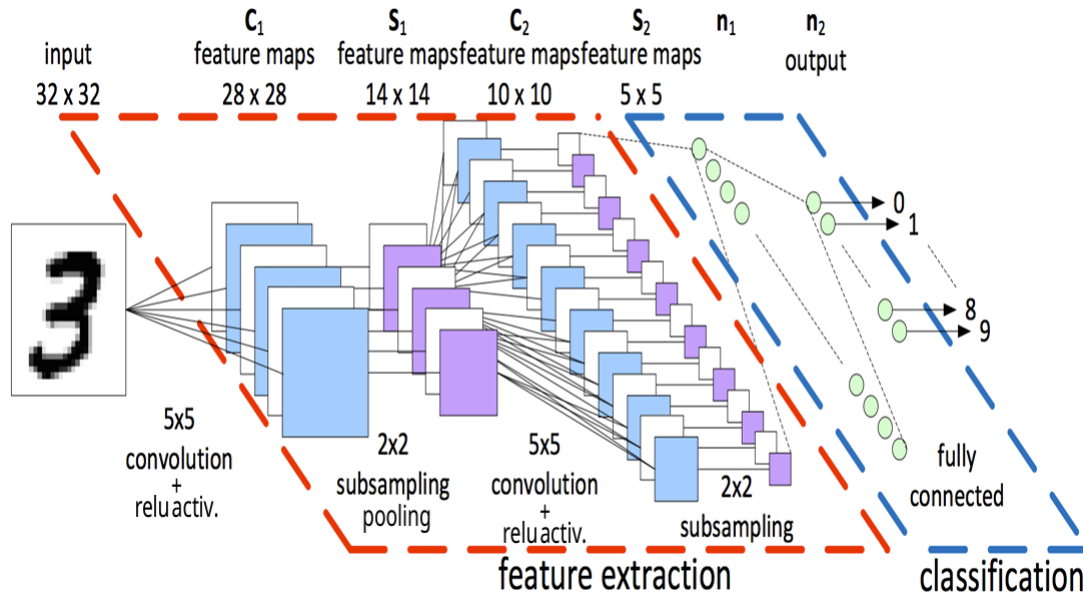 input
32 x 32
C₁
feature maps
28 x 28
S₁
feature maps
14 x 14
C₂
feature maps
10 x 10
S₂
feature maps
5 x 5
n₁
n₂
output
0
1
8
9
5x5
convolution
+
relu activ.
2x2
subsampling
pooling
5x5
convolution
+
relu activ.
2x2
subsampling
fully
connected
feature extraction
classification
3